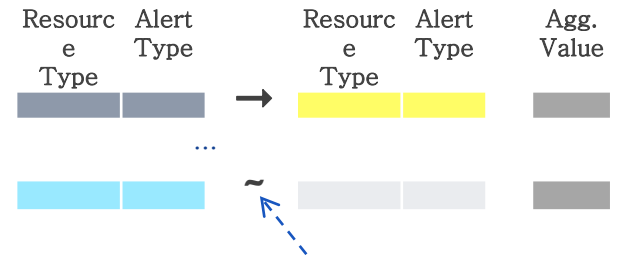 Resourc
e
Type
Alert
Type
Resourc
e
Type
Alert
Type
Agg.
Value
...
~